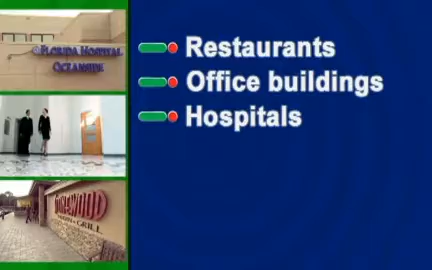 Florida Hospital
Oceanside
Restaurants
Office buildings
Hospitals